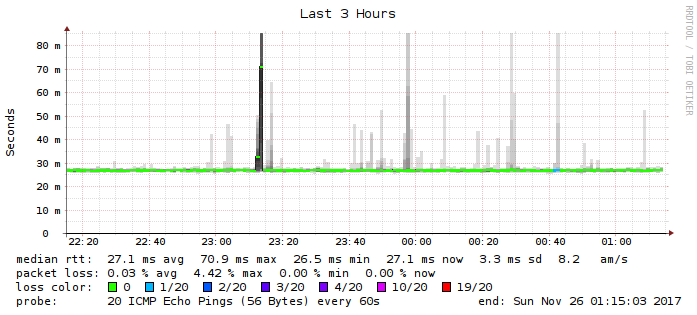 Last 3 Hours
RRDTOOL / TOBI OETIKER
Seconds
80 m
70 m
60 m
50 m
40 m
30 m
20 m
10 m
0
22:20 22:40 23:00 23:20 23:40 00:00 00:20 00:40 01:00
median rtt: 27.1 ms avg 70.9 ms max 26.5 ms min 27.1 ms now 3.3 ms sd 8.2 am/s
packet loss: 0.03 % avg 4.42 % max 0.00 % min 0.00 % now
loss color: 0 1/20 2/20 3/20 4/20 10/20 19/20
probe: 20 ICMP Echo Pings (56 Bytes) every 60s end: Sun Nov 26 01:15:03 2017